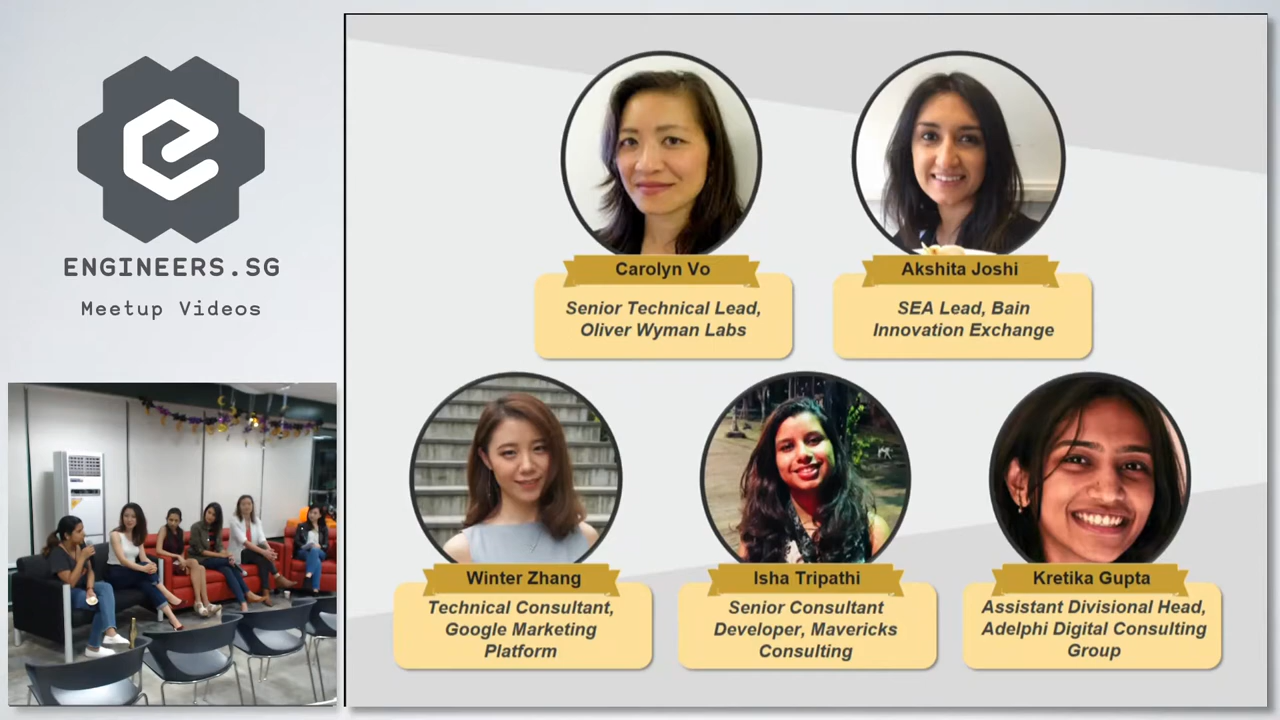 ENGINEERS.SG
Meetup Videos
Carolyn Vo
Senior Technical Lead,
Oliver Wyman Labs
Akshita Joshi
SEA Lead, Bain
Innovation Exchange
Winter Zhang
Technical Consultant,
Google Marketing
Platform
Isha Tripathi
Senior Consultant
Developer, Mavericks
Consulting
Kretika Gupta
Assistant Divisional Head,
Adelphi Digital Consulting
Group